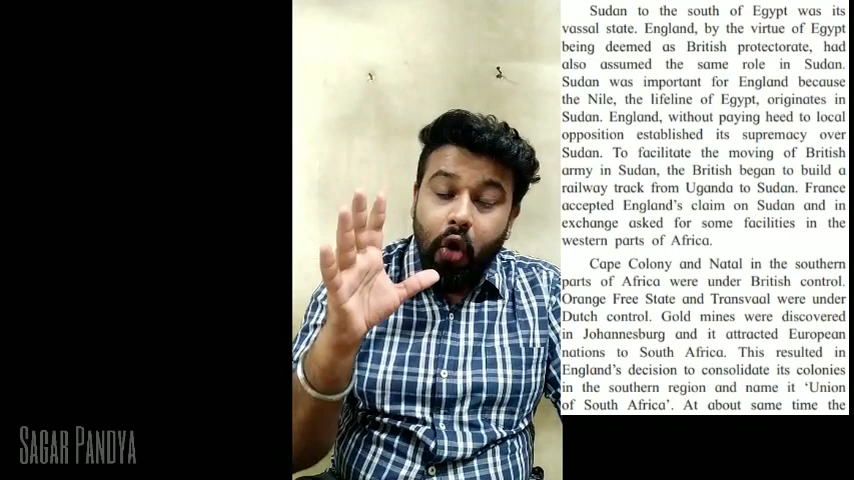 Sudan to the south of Egypt was its
vassal state. England, by the virtue of Egypt
being deemed as British protectorate, had
also assumed the same role in Sudan.
Sudan was important for England because
the Nile, the lifeline of Egypt, originates in
Sudan. England, without paying heed to local
opposition established its supremacy over
Sudan. To facilitate the moving of British
army in Sudan, the British began to build a
railway track from Uganda to Sudan. France
accepted England's claim on Sudan and in
exchange asked for some facilities in the
western parts of Africa.
Cape Colony and Natal in the southern
parts of Africa were under British control.
Orange Free State and Transvaal were under
Dutch control. Gold mines were discovered
in Johannesburg and it attracted European
nations to South Africa. This resulted in
England's decision to consolidate its colonies
in the southern region and name it 'Union
of South Africa'. At about same time the
SAGAR PANDYA